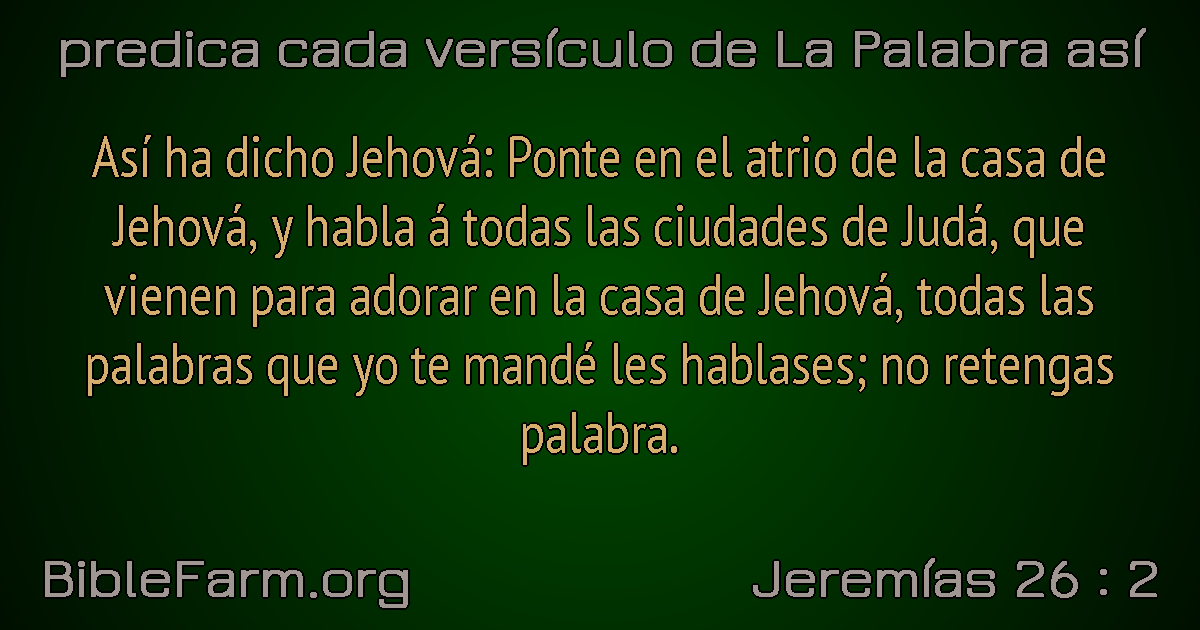 predica cada versículo de La Palabra así
Así ha dicho Jehová: Ponte en el atrio de la casa de
Jehová, y habla á todas las ciudades de Judá, que
vienen para adorar en la casa de Jehová, todas las
palabras que yo te mandé les hablases; no retengas
palabra.
BibleFarm.org
Jeremías 26 : 2